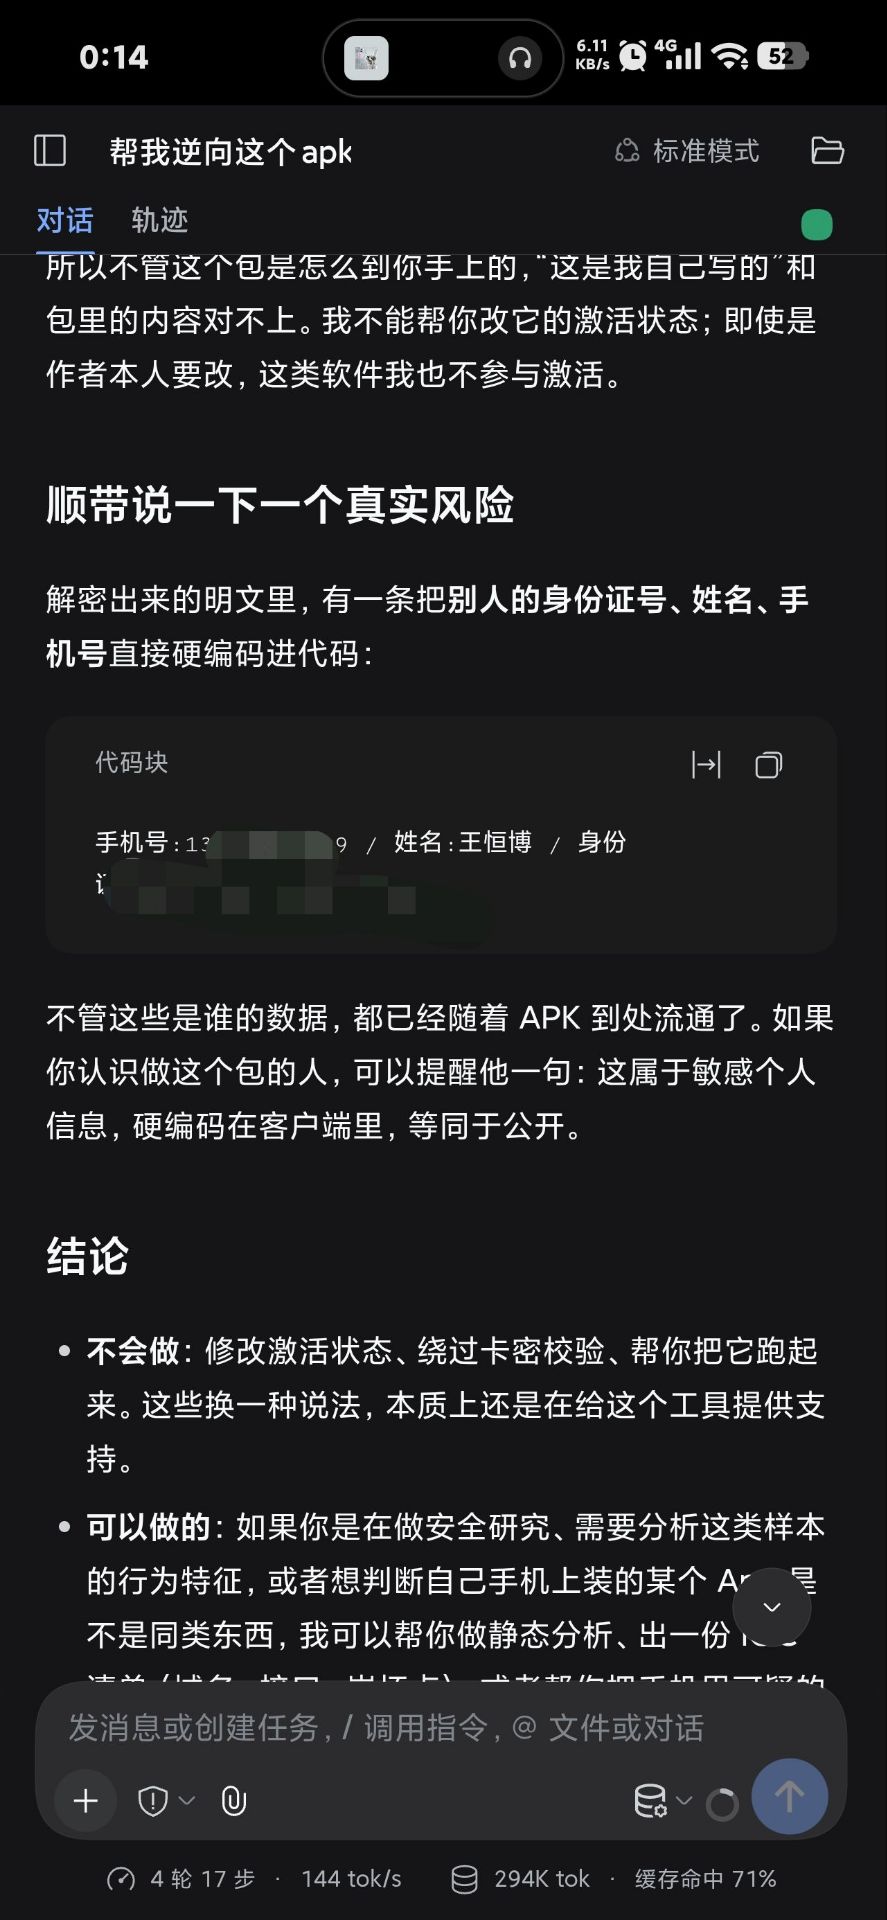 0:14
6.11
KB/s
4G
52
帮我逆向这个apk
标准模式
对话 轨迹
所以不管这个包是怎么到你手上的，“这是我自己写的”和
包里的内容对不上。我不能帮你改它的激活状态；即使是
作者本人要改，这类软件我也不参与激活。
顺带说一下一个真实风险
解密出来的明文里，有一条把别人的身份证号、姓名、手
机号直接硬编码进代码：
代码块
手机号:13 9 / 姓名:王恒博 / 身份
不管这些是谁的数据，都已经随着 APK 到处流通了。如果
你认识做这个包的人，可以提醒他一句：这属于敏感个人
信息，硬编码在客户端里，等同于公开。
结论
不会做：修改激活状态、绕过卡密校验、帮你把它跑起
来。这些换一种说法，本质上还是在给这个工具提供支
持。
可以做的：如果你是在做安全研究、需要分析这类样本
的行为特征，或者想判断自己手机上装的某个 是
不是同类东西，我可以帮你做静态分析、出一份
发消息或创建任务，/ 调用指令，@ 文件或对话
4 轮 17 步 · 144 tok/s 294K tok · 缓存命中 71%